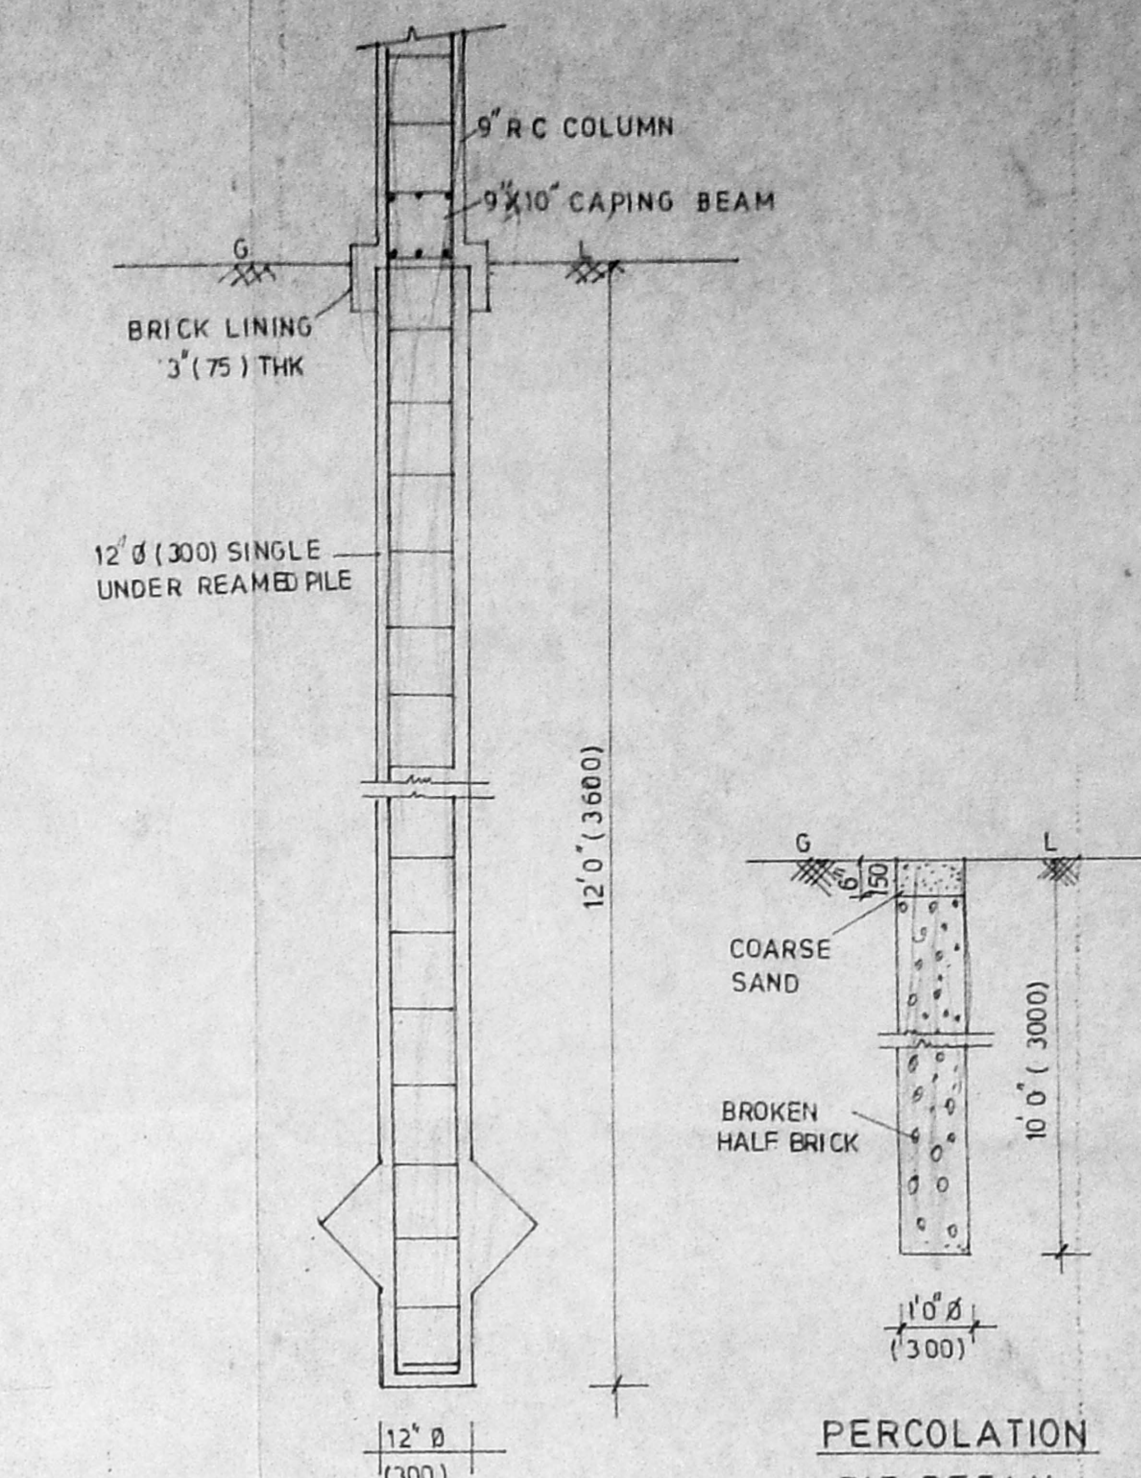 9" R C COLUMN
9"X10" CAPING BEAM
G
L
BRICK LINING
3"(75) THK
12" Ø (300) SINGLE
UNDER REAMED PILE
12'0"(3600)
12" Ø
(300)
G
L
6"
150
COARSE
SAND
BROKEN
HALF BRICK
10'0"(3000)
1'0" Ø
(300)
PERCOLATION